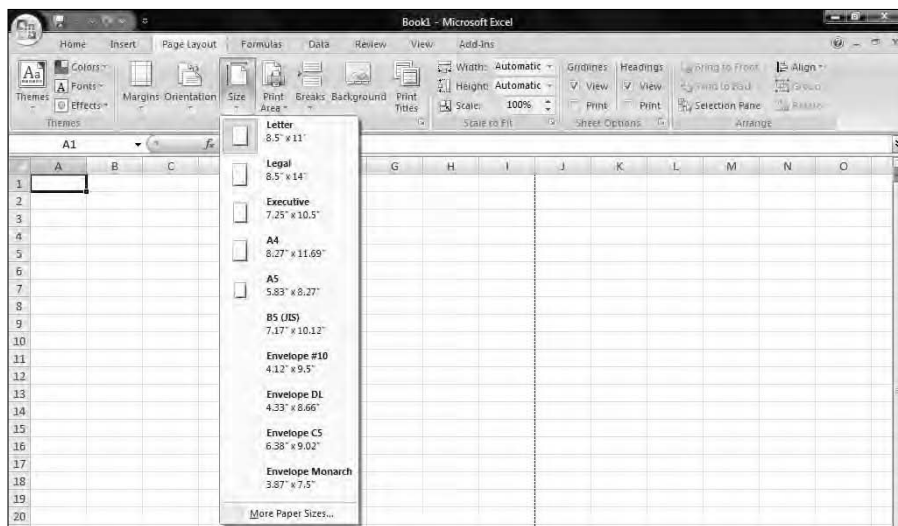 Book1 - Microsoft Excel
Home Insert Page Layout Formulas Data Review View Add-Ins
Colors Width: Automatic Gridlines Headings Bring to Front Align
Aa Fonts Height: Automatic View View Send to Back Group
Themes Effects Margins Orientation Size Print Area Breaks Background Print Titles Scale: 100% Print Print Selection Pane Rotate
Themes Scale to Fit Sheet Options Arrange
A1 fx
A B C G H I J K L M N O
Letter
8.5" x 11"
Legal
8.5" x 14"
Executive
7.25" x 10.5"
A4
8.27" x 11.69"
A5
5.83" x 8.27"
B5 (JIS)
7.17" x 10.12"
Envelope #10
4.12" x 9.5"
Envelope DL
4.33" x 8.66"
Envelope C5
6.38" x 9.02"
Envelope Monarch
3.87" x 7.5"
More Paper Sizes...
1
2
3
4
5
6
7
8
9
10
11
12
13
14
15
16
17
18
19
20